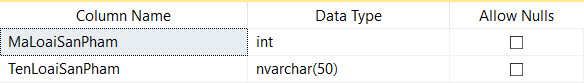 Column Name Data Type Allow Nulls
MaLoaiSanPham int
TenLoaiSanPham nvarchar(50)